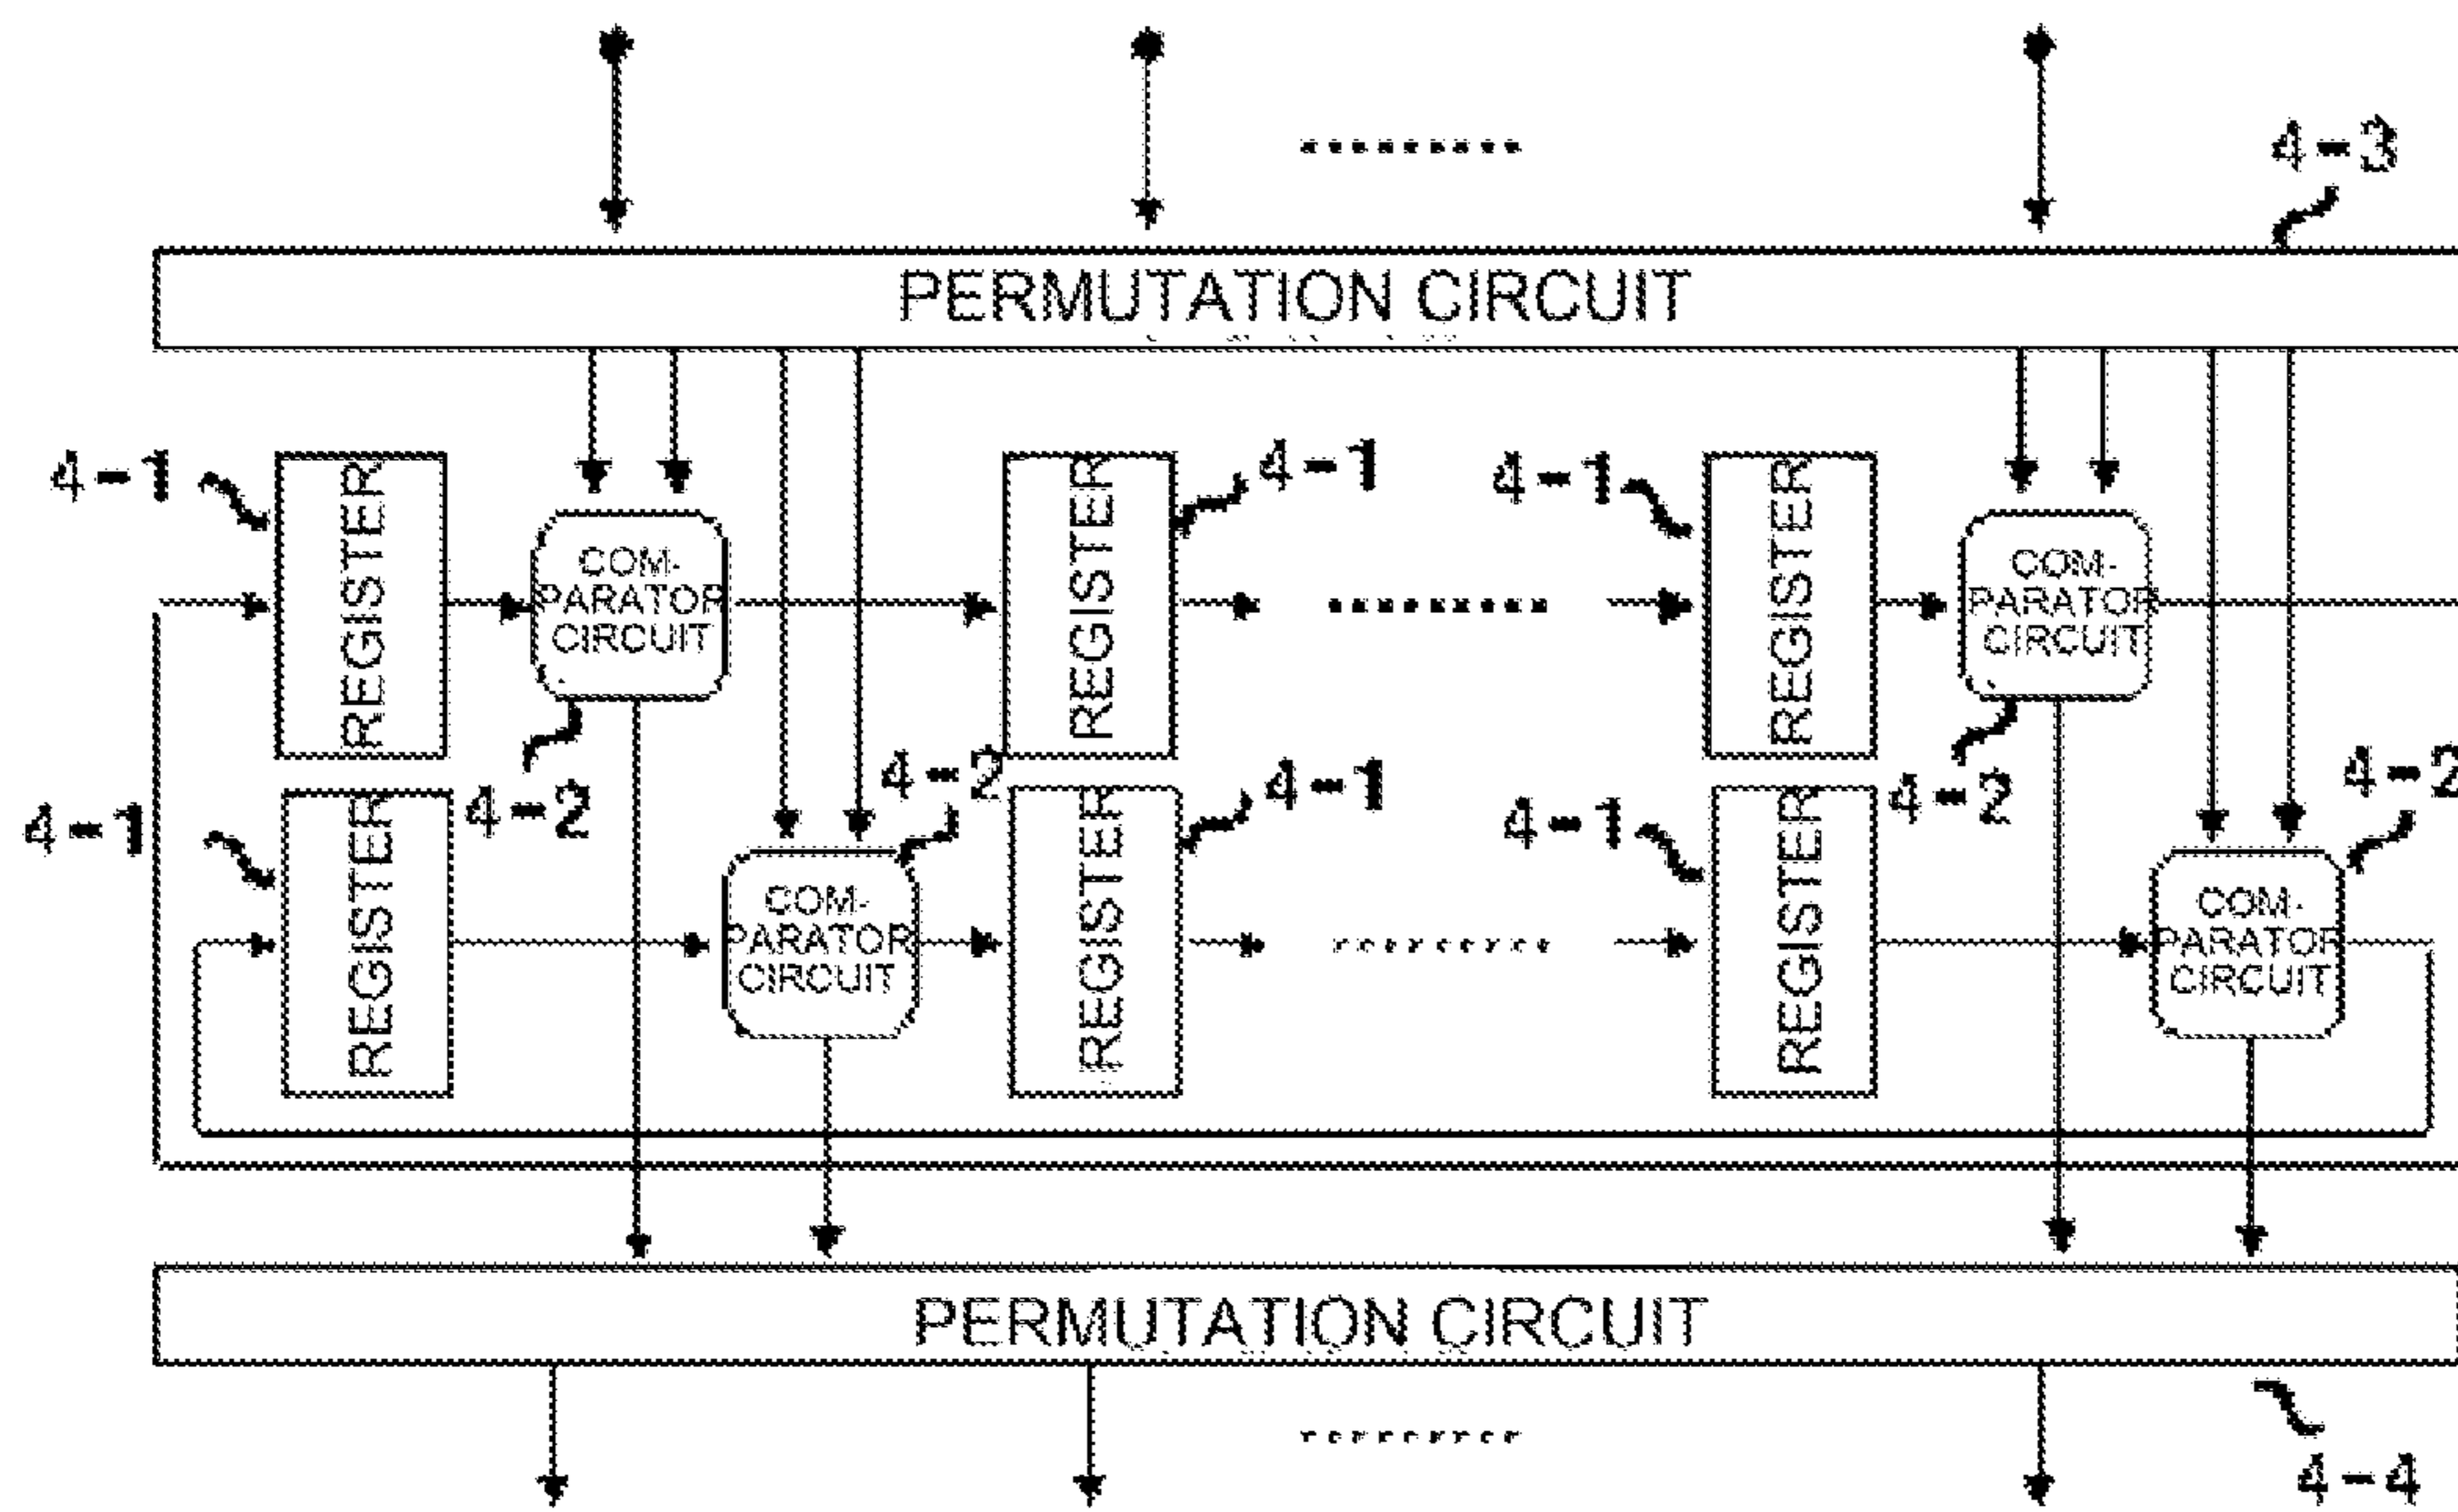 4-3
PERMUTATION CIRCUIT
4-1
REGISTER
COM-
PARATOR
CIRCUIT
4-2
REGISTER
4-1
4-1
REGISTER
COM-
PARATOR
CIRCUIT
4-2
4-1
REGISTER
COM-
PARATOR
CIRCUIT
4-2
REGISTER
4-1
4-1
REGISTER
COM-
PARATOR
CIRCUIT
4-2
PERMUTATION CIRCUIT
4-4